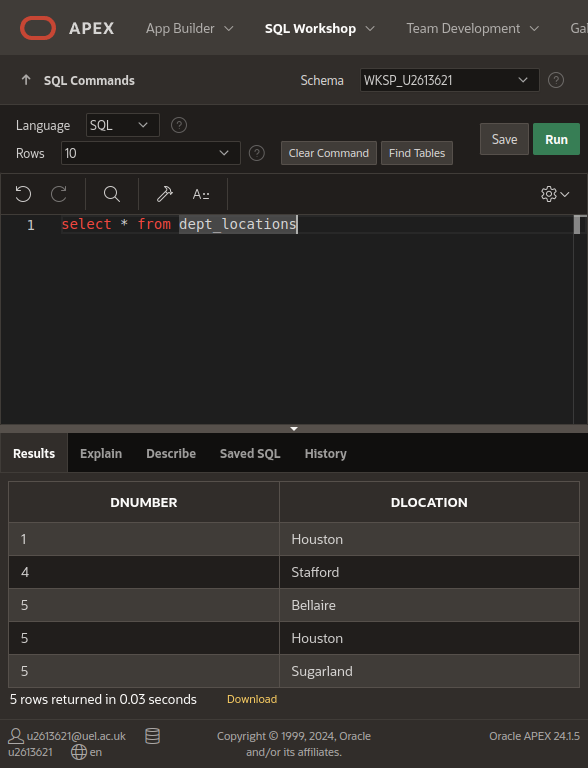 APEX App Builder SQL Workshop Team Development Gal
SQL Commands Schema WKSP_U2613621 ?
Language SQL ?
Rows 10 ? Clear Command Find Tables Save Run
A::
1 select * from dept_locations
Results Explain Describe Saved SQL History
DNUMBER DLOCATION
1 Houston
4 Stafford
5 Bellaire
5 Houston
5 Sugarland
5 rows returned in 0.03 seconds Download
u2613621@uel.ac.uk Copyright © 1999, 2024, Oracle Oracle APEX 24.1.5
u2613621 en and/or its affiliates.